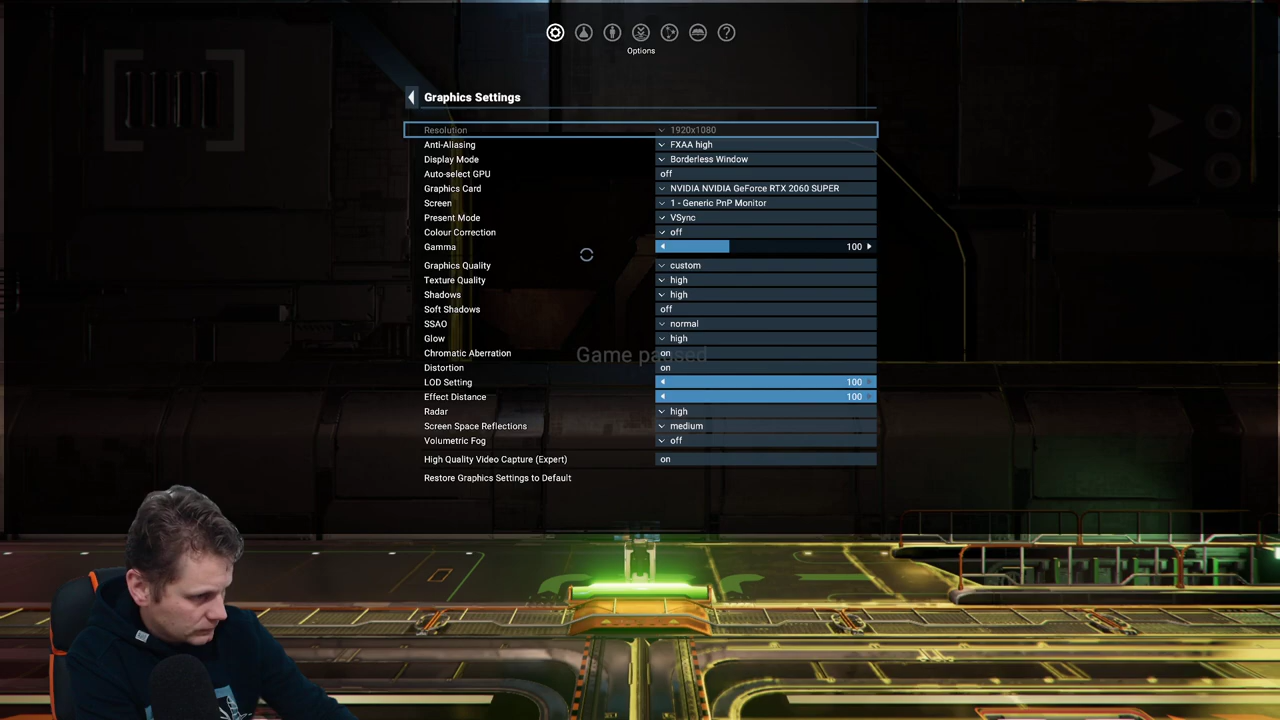 Options
Graphics Settings
Resolution 1920x1080
Anti-Aliasing FXAA high
Display Mode Borderless Window
Auto-select GPU off
Graphics Card NVIDIA NVIDIA GeForce RTX 2060 SUPER
Screen 1 - Generic PnP Monitor
Present Mode VSync
Colour Correction off
Gamma 100
Graphics Quality custom
Texture Quality high
Shadows high
Soft Shadows off
SSAO normal
Glow high
Chromatic Aberration on
Game paused
Distortion on
LOD Setting 100
Effect Distance 100
Radar high
Screen Space Reflections medium
Volumetric Fog off
High Quality Video Capture (Expert) on
Restore Graphics Settings to Default